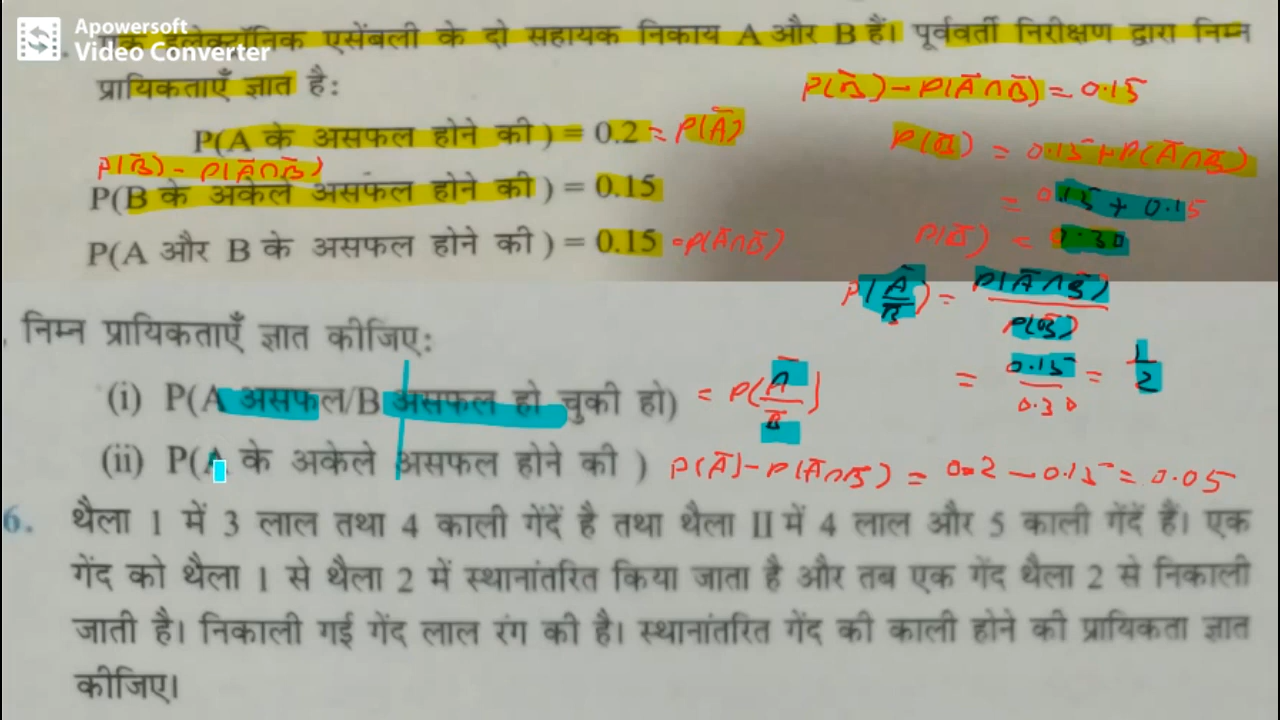 Apowersoft
Video Converter
एक इलेक्ट्रॉनिक एसेंबली के दो सहायक निकाय A और B हैं। पूर्ववर्ती निरीक्षण द्वारा निम्न
प्रायिकताएँ ज्ञात है:
P(B̄) - P(Ā∩B̄) = 0.15
P(A के असफल होने की) = 0.2 = P(Ā)
P(B̄) = 0.15 + P(Ā∩B̄)
P(B̄) - P(Ā∩B̄)
P(B के अकेले असफल होने की) = 0.15
= 0.15 + 0.15
P(A और B के असफल होने की) = 0.15 = P(Ā∩B̄)
P(B̄) = 0.30
P(Ā/B̄) = P(Ā∩B̄)/P(B̄)
= 0.15/0.30 = 1/2
निम्न प्रायिकताएँ ज्ञात कीजिए:
(i) P(A असफल/B असफल हो चुकी हो) = P(Ā/B̄)
(ii) P(A के अकेले असफल होने की ) P(Ā) - P(Ā∩B̄) = 0.2 - 0.15 = 0.05
6. थैला 1 में 3 लाल तथा 4 काली गेंदें है तथा थैला II में 4 लाल और 5 काली गेंदें हैं। एक
गेंद को थैला 1 से थैला 2 में स्थानांतरित किया जाता है और तब एक गेंद थैला 2 से निकाली
जाती है। निकाली गई गेंद लाल रंग की है। स्थानांतरित गेंद की काली होने की प्रायिकता ज्ञात
कीजिए।